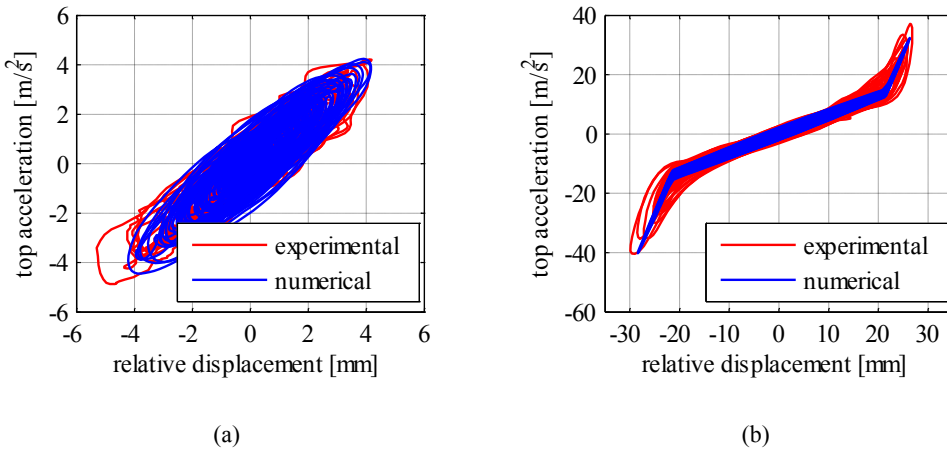 6
4
2
0
-2
-4
-6
-6 -4 -2 0 2 4 6
top acceleration [m/s²]
relative displacement [mm]
experimental
numerical
(a)
60
40
20
0
-20
-40
-60
-30 -20 -10 0 10 20 30
top acceleration [m/s²]
relative displacement [mm]
experimental
numerical
(b)